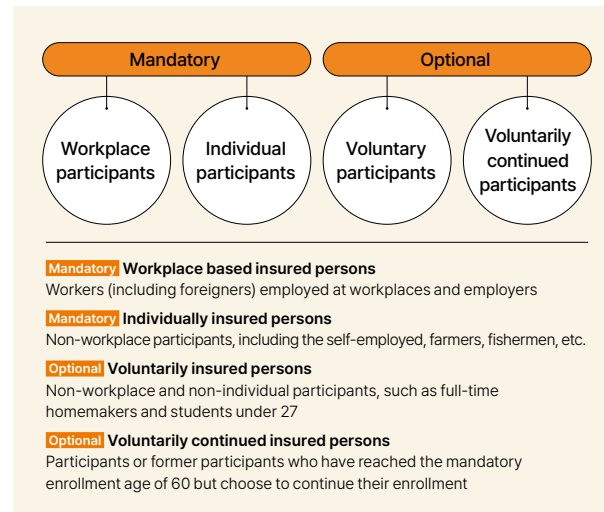 Mandatory
Optional
Workplace
participants
Individual
participants
Voluntary
participants
Voluntarily
continued
participants
Mandatory Workplace based insured persons
Workers (including foreigners) employed at workplaces and employers
Mandatory Individually insured persons
Non-workplace participants, including the self-employed, farmers, fishermen, etc.
Optional Voluntarily insured persons
Non-workplace and non-individual participants, such as full-time
homemakers and students under 27
Optional Voluntarily continued insured persons
Participants or former participants who have reached the mandatory
enrollment age of 60 but choose to continue their enrollment